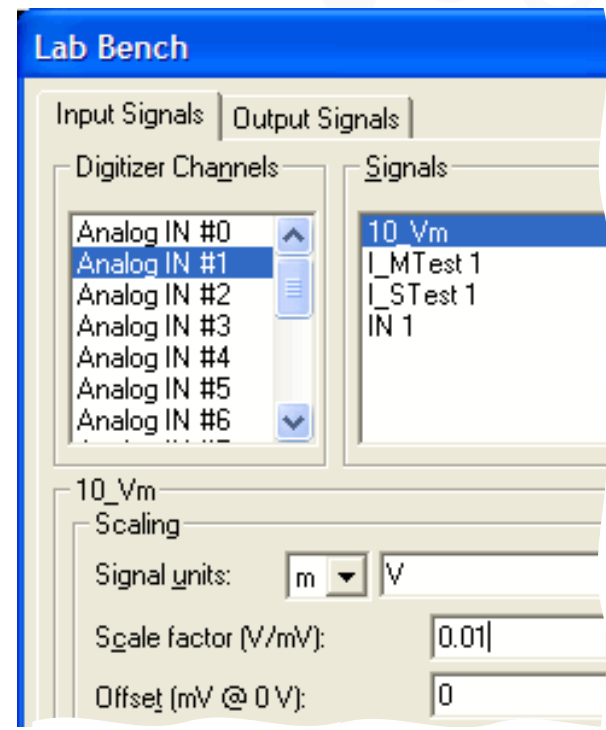 Lab Bench
Input Signals Output Signals
Digitizer Channels
Analog IN #0
Analog IN #1
Analog IN #2
Analog IN #3
Analog IN #4
Analog IN #5
Analog IN #6
Signals
10_Vm
I_MTest 1
I_STest 1
IN 1
10_Vm
Scaling
Signal units: m V
Scale factor (V/mV): 0.01
Offset (mV @ 0 V): 0